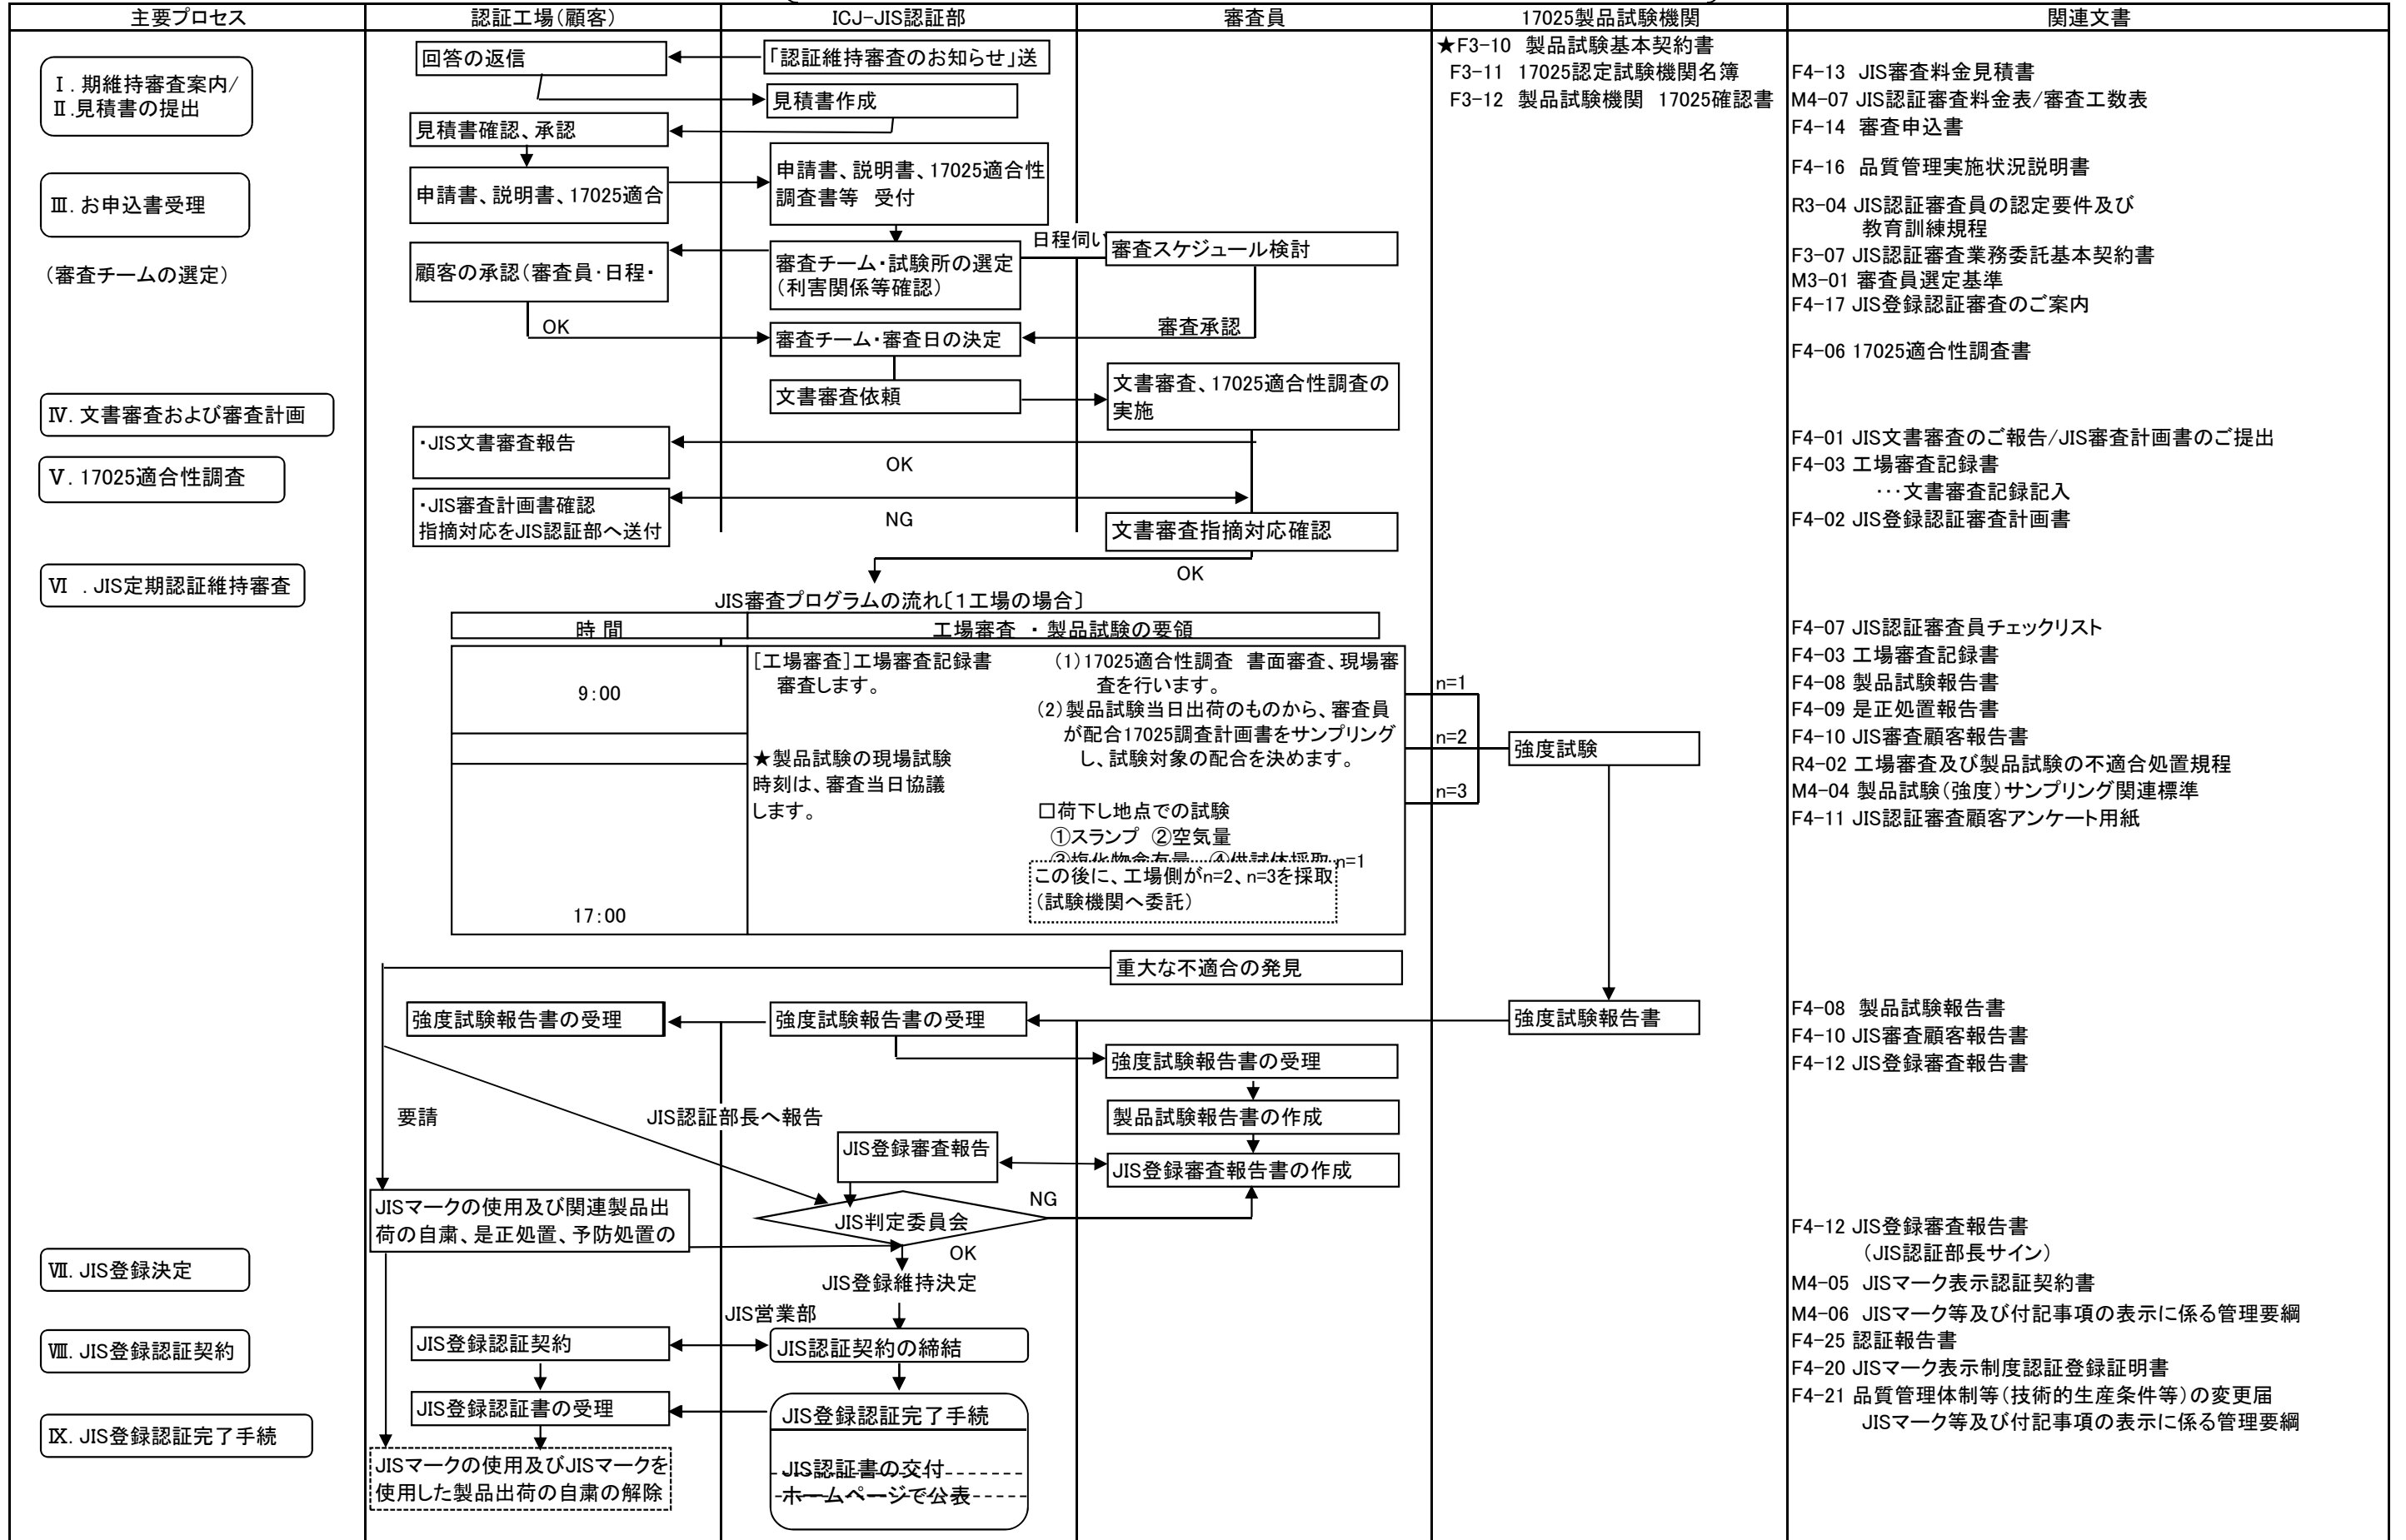 主要プロセス
認証工場（顧客）
ICJ-JIS認証部
審査員
17025製品試験機関
関連文書
Ⅰ．期維持審査案内/
Ⅱ.見積書の提出
回答の返信
「認証維持審査のお知らせ」送
★F3-10 製品試験基本契約書
F3-11 17025認定試験機関名簿
F3-12 製品試験機関 17025確認書
F4-13 JIS審査料金見積書
M4-07 JIS認証審査料金表/審査工数表
F4-14 審査申込書
見積書作成
見積書確認、承認
Ⅲ．お申込書受理
申請書、説明書、17025適合
申請書、説明書、17025適合性
調査書等 受付
F4-16 品質管理実施状況説明書
R3-04 JIS認証審査員の認定要件及び
教育訓練規程
F3-07 JIS認証審査業務委託基本契約書
M3-01 審査員選定基準
F4-17 JIS登録認証審査のご案内
（審査チームの選定）
顧客の承認（審査員・日程・
審査チーム・試験所の選定
（利害関係等確認）
日程伺い
審査スケジュール検討
OK
審査承認
審査チーム・審査日の決定
F4-06 17025適合性調査書
文書審査依頼
文書審査、17025適合性調査の
実施
Ⅳ．文書審査および審査計画
・JIS文書審査報告
OK
Ⅴ．17025適合性調査
・JIS審査計画書確認
指摘対応をJIS認証部へ送付
NG
文書審査指摘対応確認
OK
F4-01 JIS文書審査のご報告/JIS審査計画書のご提出
F4-03 工場審査記録書
・・・文書審査記録記入
F4-02 JIS登録認証審査計画書
Ⅵ ．JIS定期認証維持審査
JIS審査プログラムの流れ〔１工場の場合〕
時 間
工場審査 ・ 製品試験の要領
9:00
［工場審査］工場審査記録書
審査します。
★製品試験の現場試験
時刻は、審査当日協議
します。
（1）17025適合性調査 書面審査、現場審
査を行います。
（2）製品試験当日出荷のものから、審査員
が配合17025調査計画書をサンプリング
し、試験対象の配合を決めます。
□荷下し地点での試験
①スランプ ②空気量
③塩化物含有量 ④供試体採取 n=1
この後に、工場側がn=2、n=3を採取
（試験機関へ委託）
17:00
n=1
n=2
n=3
強度試験
F4-07 JIS認証審査員チェックリスト
F4-03 工場審査記録書
F4-08 製品試験報告書
F4-09 是正処置報告書
F4-10 JIS審査顧客報告書
R4-02 工場審査及び製品試験の不適合処置規程
M4-04 製品試験（強度）サンプリング関連標準
F4-11 JIS認証審査顧客アンケート用紙
重大な不適合の発見
強度試験報告書の受理
強度試験報告書の受理
強度試験報告書
強度試験報告書の受理
F4-08 製品試験報告書
F4-10 JIS審査顧客報告書
F4-12 JIS登録審査報告書
要請
JIS認証部長へ報告
製品試験報告書の作成
JIS登録審査報告
JIS登録審査報告書の作成
JISマークの使用及び関連製品出
荷の自粛、是正処置、予防処置の
JIS判定委員会
NG
OK
F4-12 JIS登録審査報告書
（JIS認証部長サイン）
Ⅶ．JIS登録決定
JIS登録維持決定
M4-05 JISマーク表示認証契約書
JIS営業部
M4-06 JISマーク等及び付記事項の表示に係る管理要綱
Ⅷ．JIS登録認証契約
JIS登録認証契約
JIS認証契約の締結
F4-25 認証報告書
F4-20 JISマーク表示制度認証登録証明書
F4-21 品質管理体制等（技術的生産条件等）の変更届
JISマーク等及び付記事項の表示に係る管理要綱
JIS登録認証書の受理
JIS登録認証完了手続
Ⅸ．JIS登録認証完了手続
JISマークの使用及びJISマークを
使用した製品出荷の自粛の解除
JIS認証書の交付
ホームページで公表